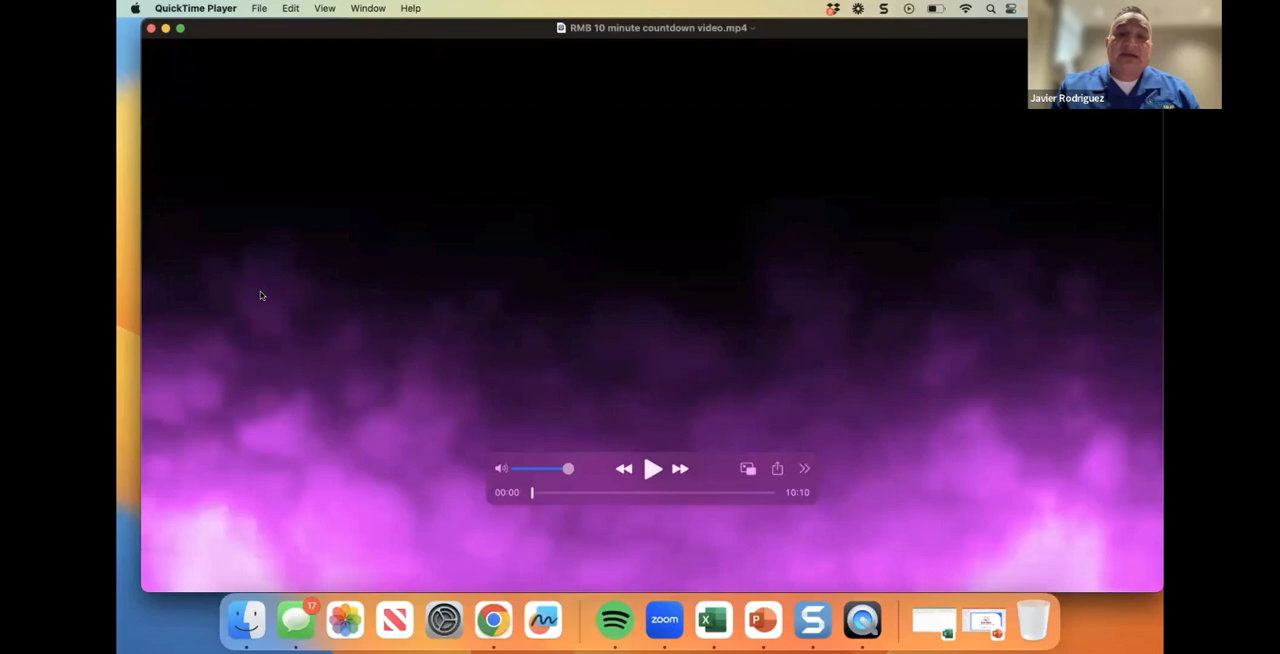 QuickTime Player File Edit View Window Help
RMB 10 minute countdown video.mp4
Javier Rodriguez
00:00 10:10
17
zoom